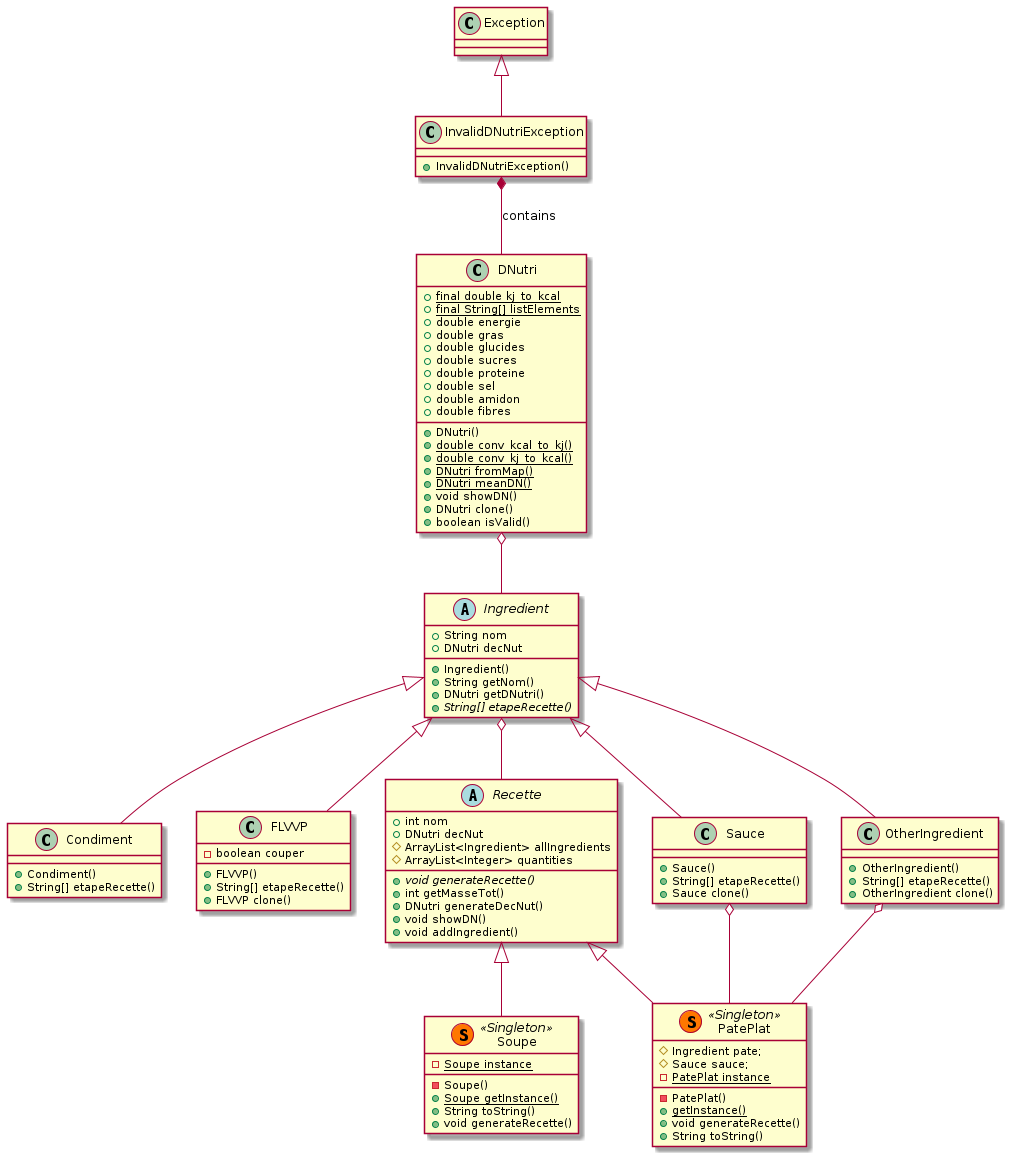 C Exception
C InvalidDNutriException
InvalidDNutriException()
contains
C DNutri
final double kj_to_kcal
final String[] listElements
double energie
double gras
double glucides
double sucres
double proteine
double sel
double amidon
double fibres
DNutri()
double conv_kcal_to_kj()
double conv_kj_to_kcal()
DNutri fromMap()
DNutri meanDN()
void showDN()
DNutri clone()
boolean isValid()
A Ingredient
String nom
DNutri decNut
Ingredient()
String getNom()
DNutri getDNutri()
String[] etapeRecette()
C Condiment
Condiment()
String[] etapeRecette()
C FLVVP
boolean couper
FLVVP()
String[] etapeRecette()
FLVVP clone()
A Recette
int nom
DNutri decNut
ArrayList<Ingredient> allIngredients
ArrayList<Integer> quantities
void generateRecette()
int getMasseTot()
DNutri generateDecNut()
void showDN()
void addIngredient()
C Sauce
Sauce()
String[] etapeRecette()
Sauce clone()
C OtherIngredient
OtherIngredient()
String[] etapeRecette()
OtherIngredient clone()
S «Singleton»
Soupe
Soupe instance
Soupe()
Soupe getInstance()
String toString()
void generateRecette()
S «Singleton»
PatePlat
Ingredient pate;
Sauce sauce;
PatePlat instance
PatePlat()
getInstance()
void generateRecette()
String toString()